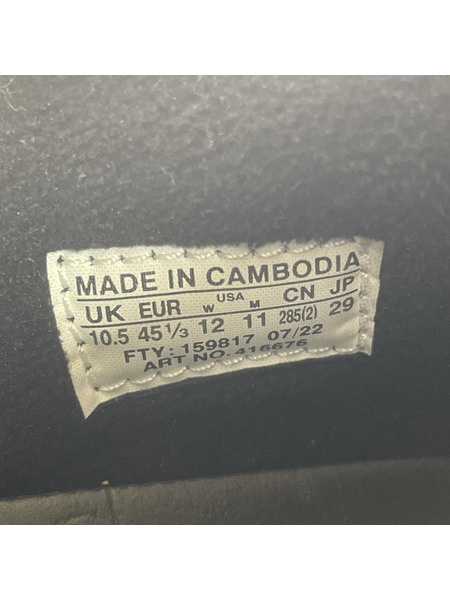 MADE IN CAMBODIA
UK EUR USA CN JP
W M
10.5 45 1/3 12 11 285(2) 29
FTY: 159817 07/22
ART NO. 416676